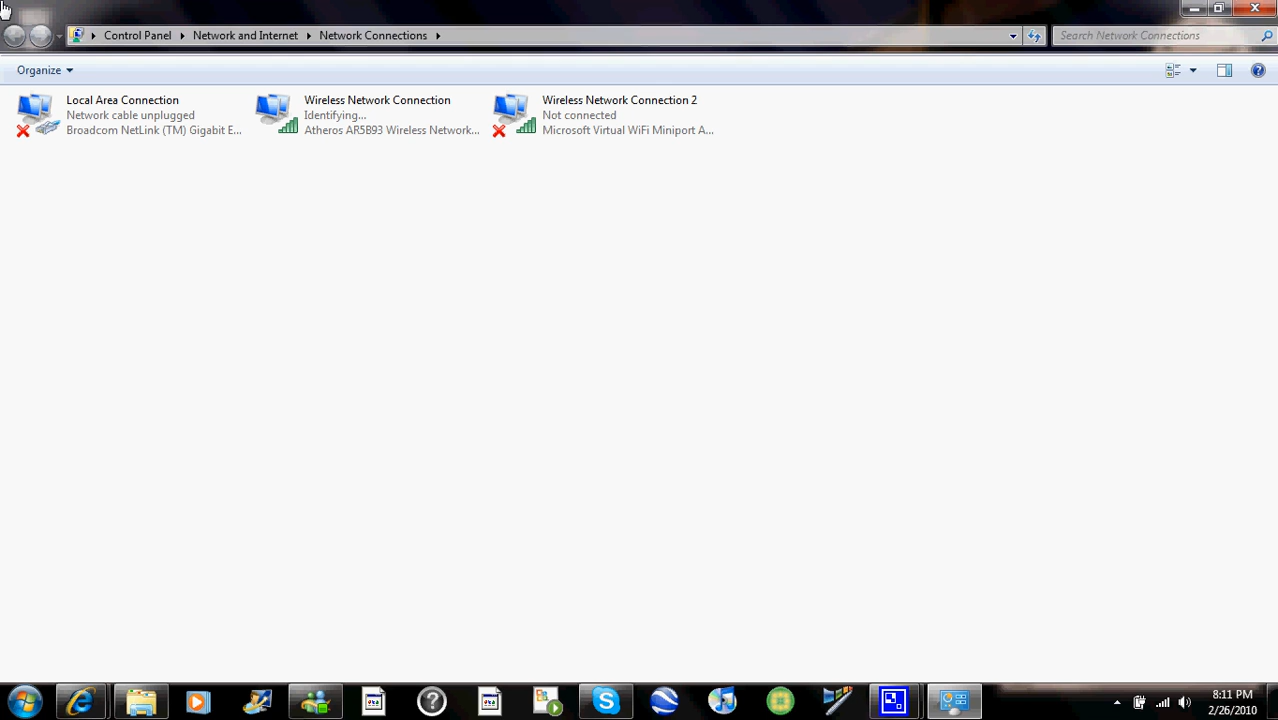 Control Panel Network and Internet Network Connections
Search Network Connections
Organize
Local Area Connection
Network cable unplugged
Broadcom NetLink (TM) Gigabit E...
Wireless Network Connection
Identifying...
Atheros AR5B93 Wireless Network...
Wireless Network Connection 2
Not connected
Microsoft Virtual WiFi Miniport A...
8:11 PM
2/26/2010